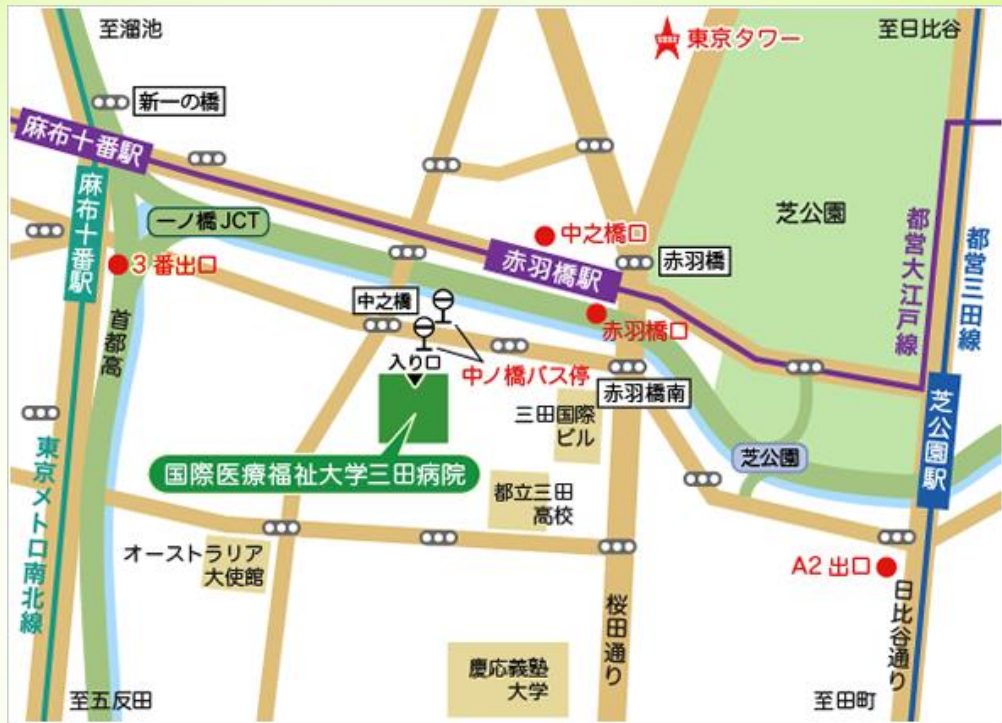 至溜池
東京タワー
至日比谷
新一の橋
麻布十番駅
麻布十番駅
一ノ橋JCT
中之橋口
赤羽橋
芝公園
赤羽橋駅
都営大江戸線
都営三田線
3番出口
首都高
中之橋
赤羽橋口
入り口
中ノ橋バス停
赤羽橋南
三田国際
ビル
芝公園駅
東京メトロ南北線
国際医療福祉大学三田病院
芝公園
都立三田
高校
オーストラリア
大使館
A2出口
桜田通り
日比谷通り
慶応義塾
大学
至五反田
至田町